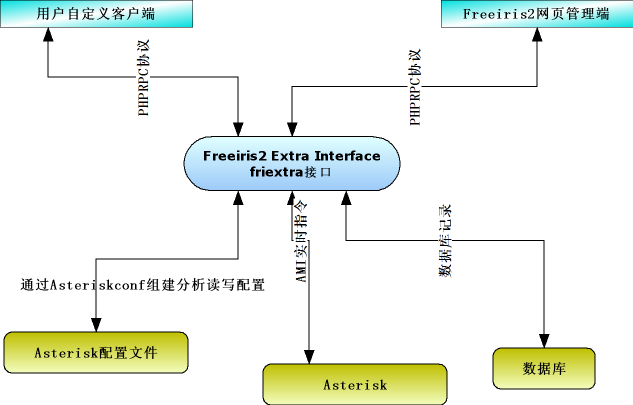 用户自定义客户端
Freeiris2网页管理端
PHPRPC协议
PHPRPC协议
Freeiris2 Extra Interface
friextra接口
通过Asteriskconf组建分析读写配置
AMI实时指令
数据库记录
Asterisk配置文件
Asterisk
数据库